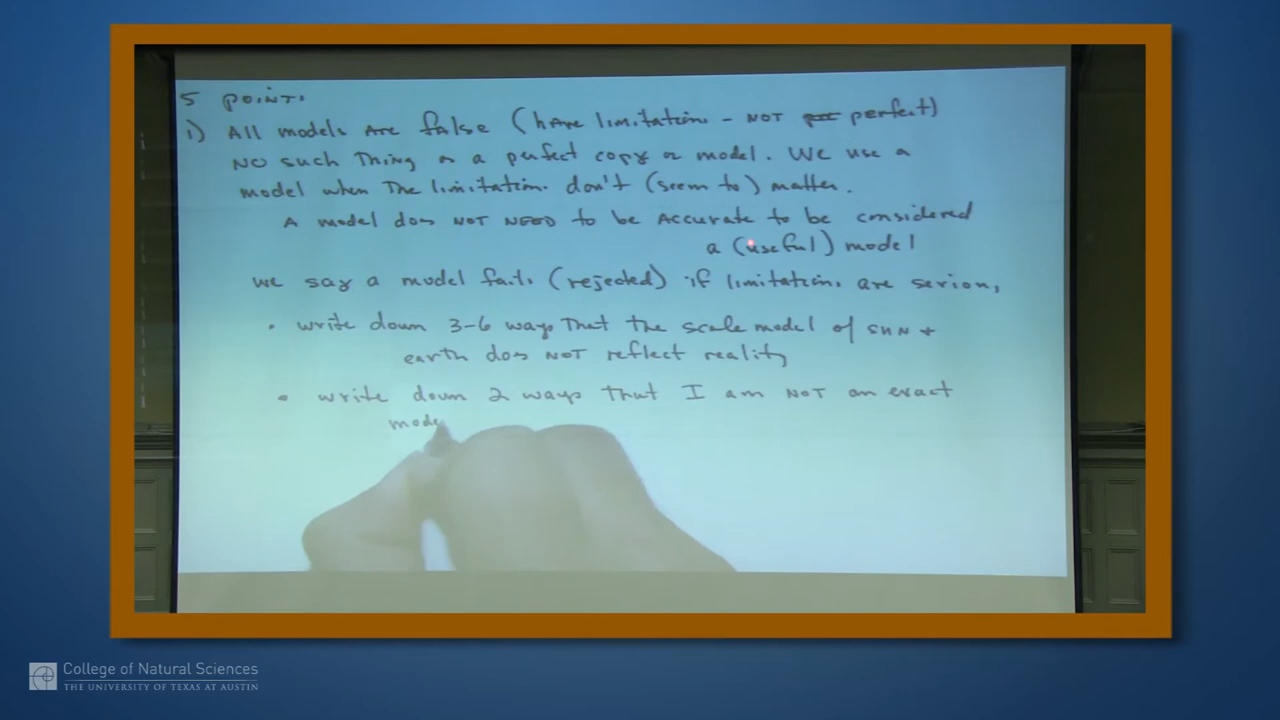 5 POINTS
1) All models Are false (hAve limitations - NOT perfect)
NO such Thing as a perfect copy or model. We use a
model when The limitations don't (seem to) matter.
A model does NOT NEED to be Accurate to be considered
a (useful) model
we say a model fails (rejected) if limitations are serious,
• write down 3-6 ways That the scale model of sun +
earth does NOT reflect reality
• write down 2 ways That I am NOT an exact
mode
College of Natural Sciences
THE UNIVERSITY OF TEXAS AT AUSTIN